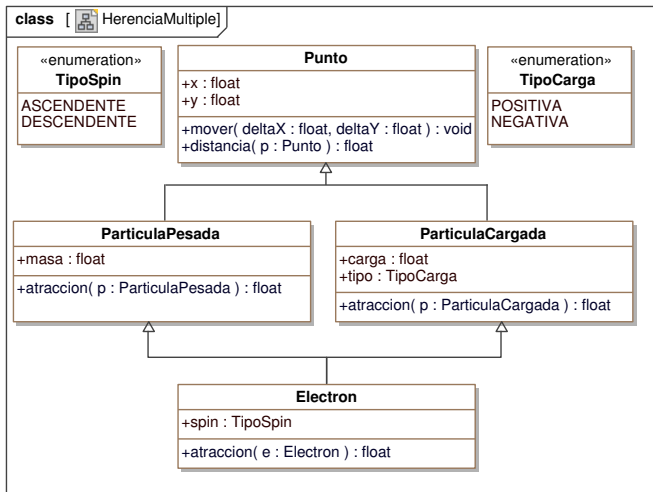 class [ HerenciaMultiple]
«enumeration»
TipoSpin
ASCENDENTE
DESCENDENTE
Punto
+x : float
+y : float
+mover( deltaX : float, deltaY : float ) : void
+distancia( p : Punto ) : float
«enumeration»
TipoCarga
POSITIVA
NEGATIVA
ParticulaPesada
+masa : float
+atraccion( p : ParticulaPesada ) : float
ParticulaCargada
+carga : float
+tipo : TipoCarga
+atraccion( p : ParticulaCargada ) : float
Electron
+spin : TipoSpin
+atraccion( e : Electron ) : float